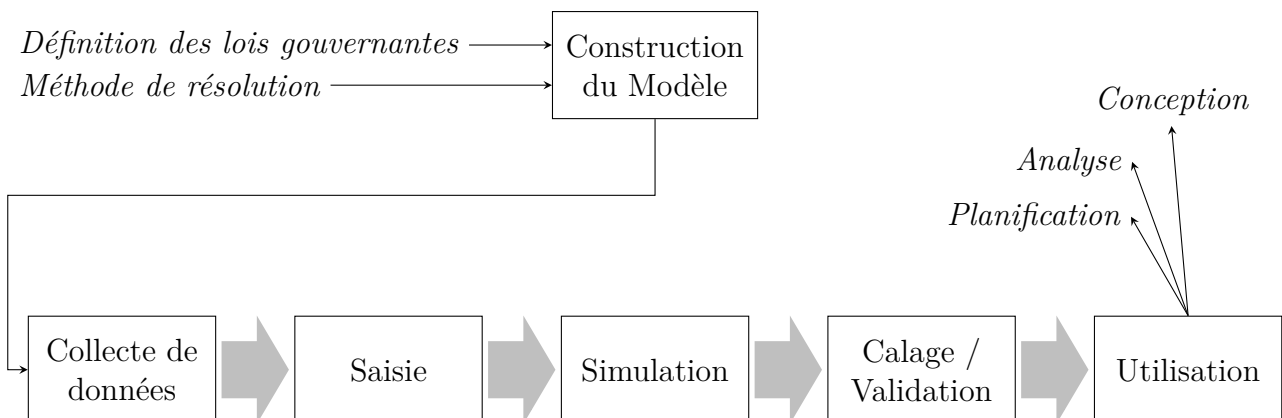 Définition des lois gouvernantes
Méthode de résolution
Construction
du Modèle
Conception
Analyse
Planification
Collecte de
données
Saisie
Simulation
Calage /
Validation
Utilisation